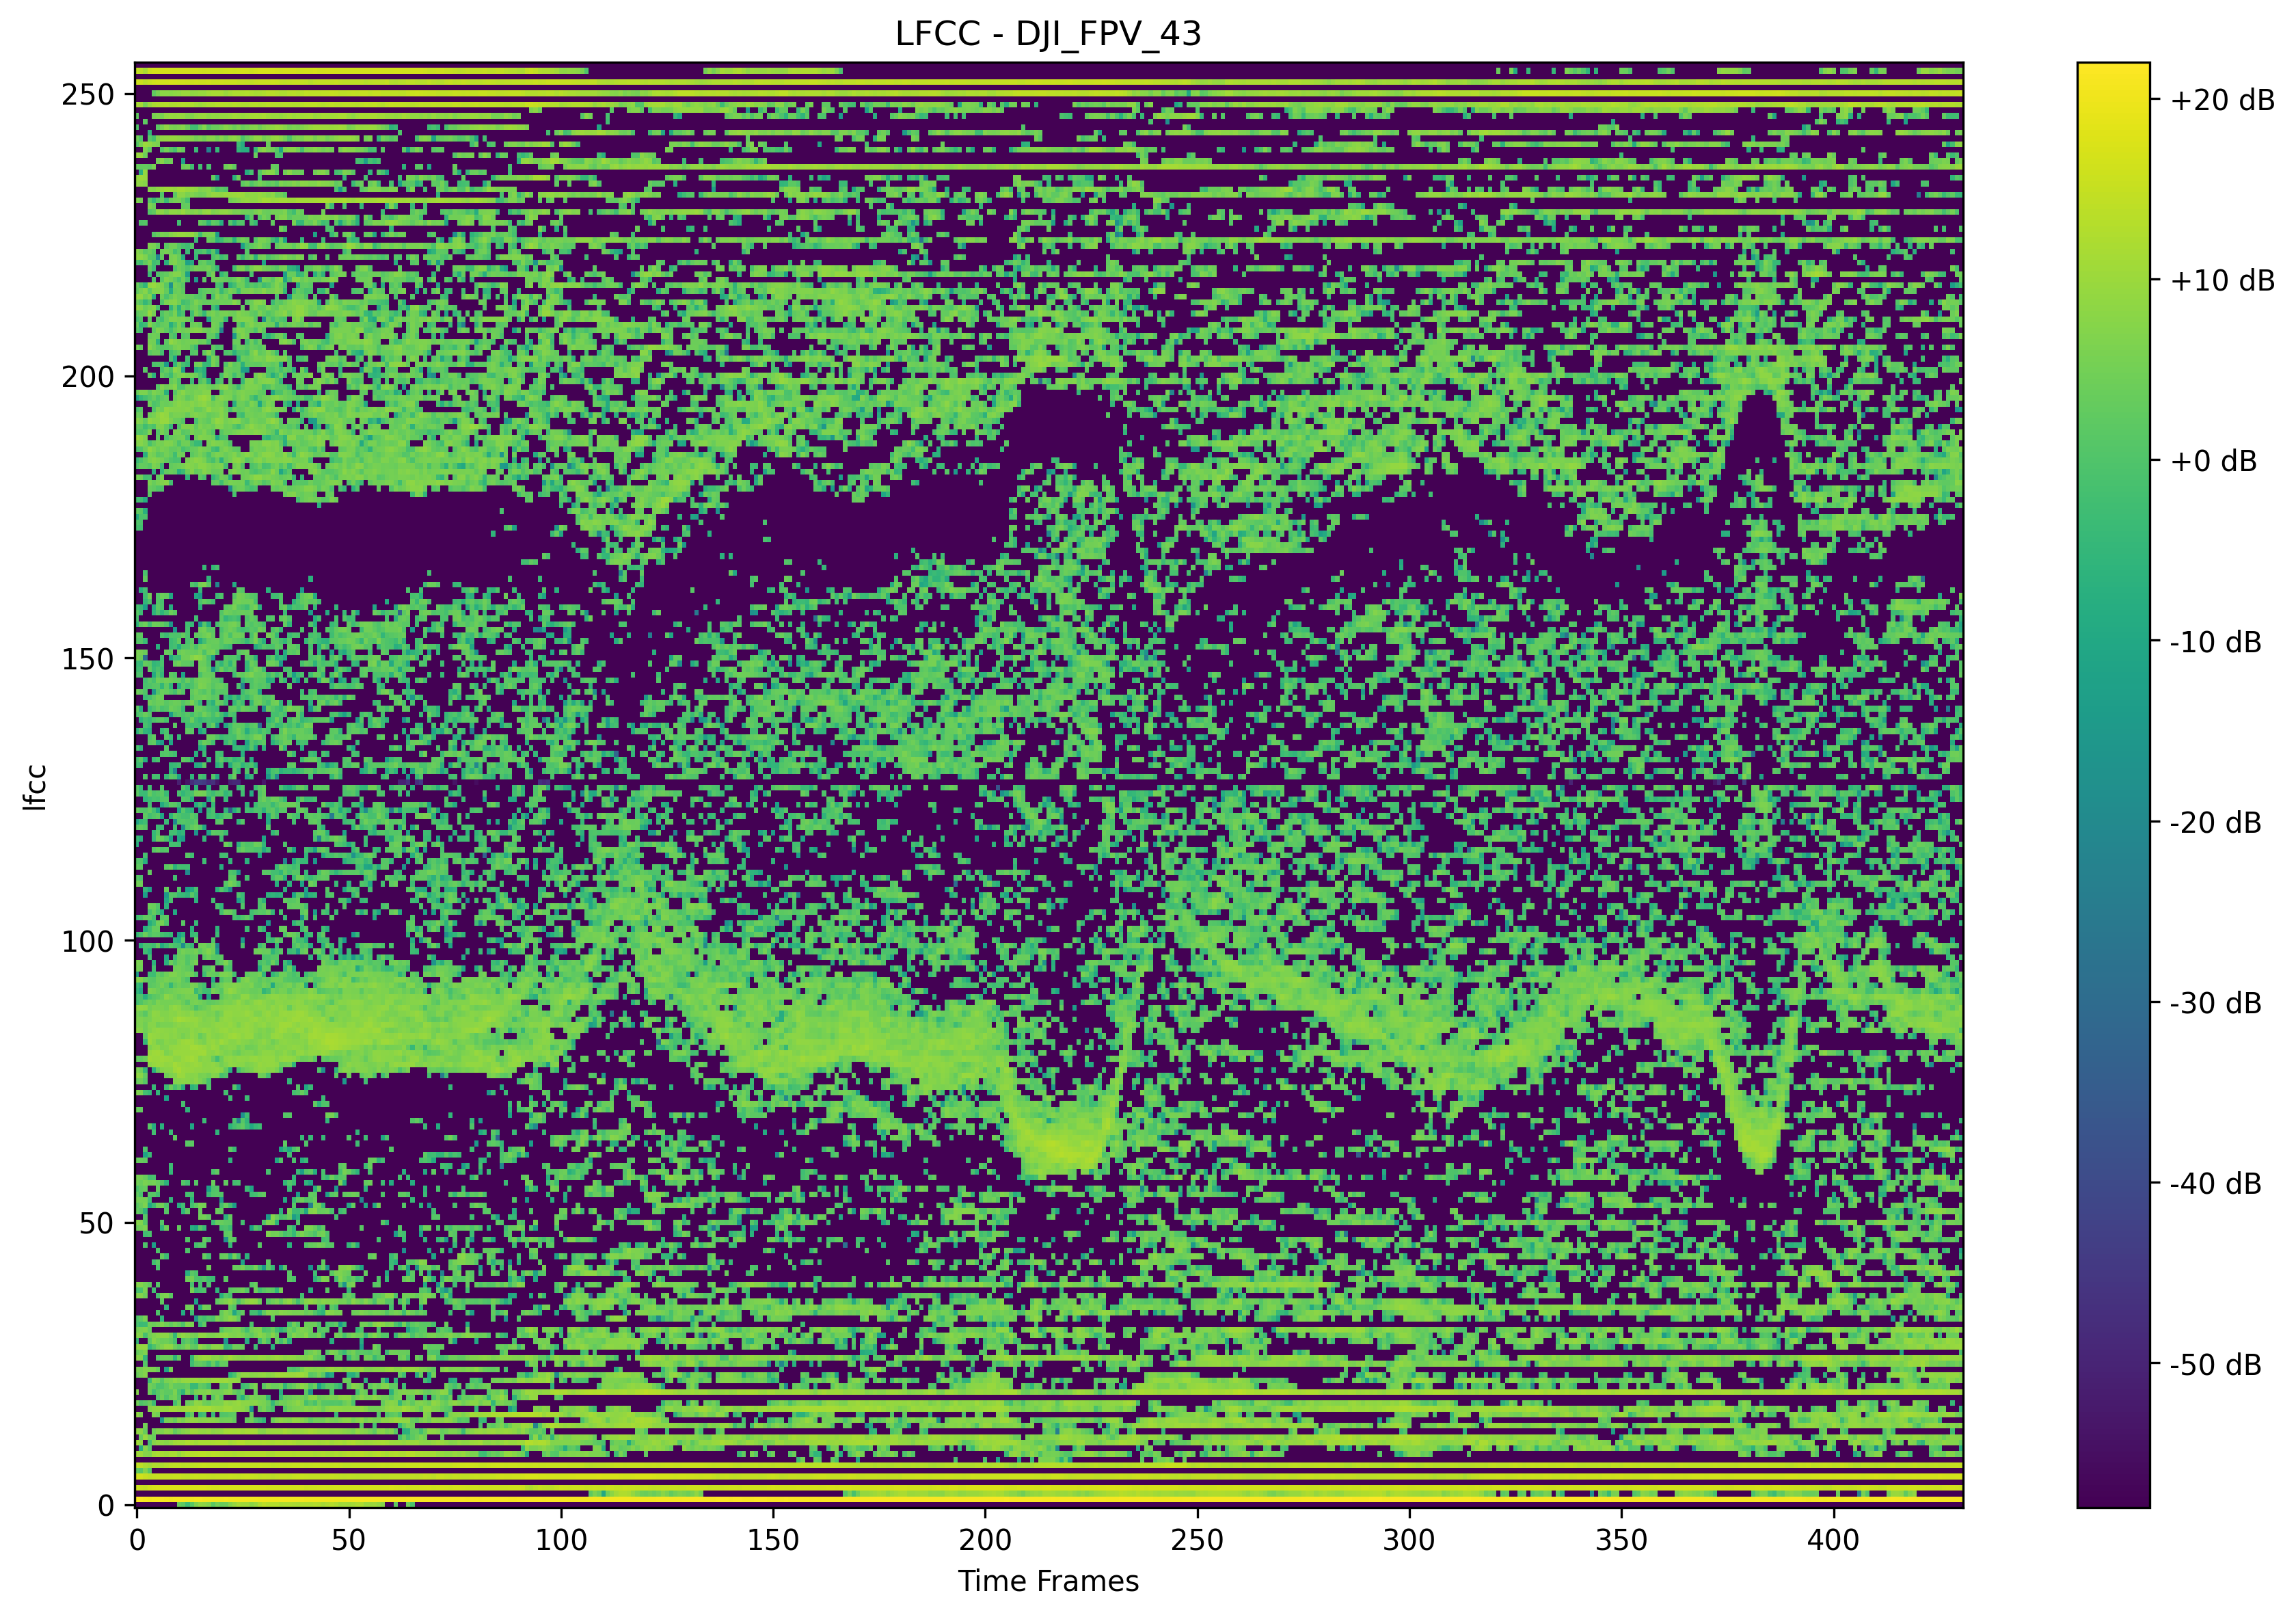 LFCC - DJI_FPV_43
250
200
150
100
50
0
lfcc
0 50 100 150 200 250 300 350 400
Time Frames
+20 dB
+10 dB
+0 dB
-10 dB
-20 dB
-30 dB
-40 dB
-50 dB